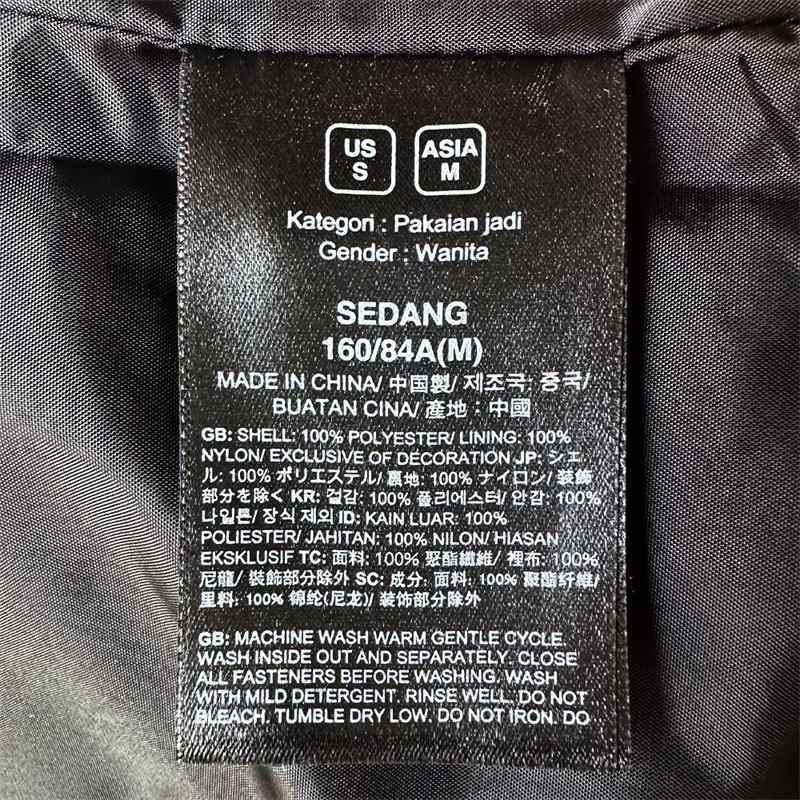 US
S
ASIA
M
Kategori : Pakaian jadi
Gender : Wanita
SEDANG
160/84A(M)
MADE IN CHINA/ 中国製/ 제조국: 중국/
BUATAN CINA/ 產地 : 中國
GB: SHELL: 100% POLYESTER/ LINING: 100%
NYLON/ EXCLUSIVE OF DECORATION JP: シェ
ル: 100% ポリエステル/ 裏地: 100% ナイロン/ 装飾
部分を除く KR: 겉감: 100% 폴리에스터/ 안감: 100%
나일론/ 장식 제외 ID: KAIN LUAR: 100%
POLIESTER/ JAHITAN: 100% NILON/ HIASAN
EKSKLUSIF TC: 面料: 100% 聚酯纖維/ 裡布: 100%
尼龍/ 裝飾部分除外 SC: 成分: 面料: 100% 聚酯纤维/
里料: 100% 锦纶(尼龙)/ 装饰部分除外
GB: MACHINE WASH WARM GENTLE CYCLE.
WASH INSIDE OUT AND SEPARATELY. CLOSE
ALL FASTENERS BEFORE WASHING. WASH
WITH MILD DETERGENT. RINSE WELL. DO NOT
BLEACH. TUMBLE DRY LOW. DO NOT IRON. DO